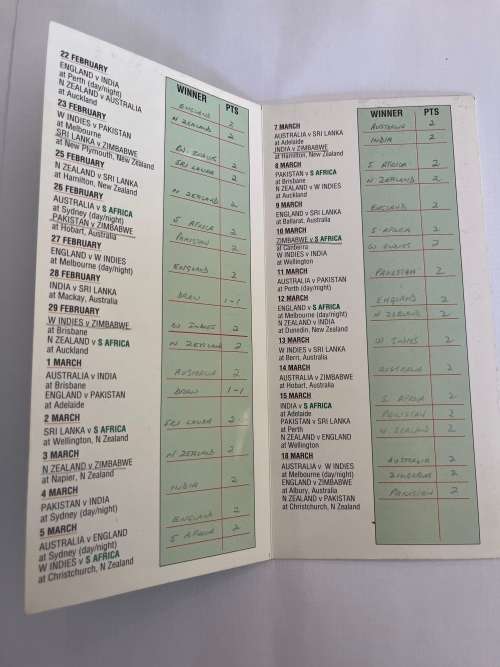 WINNER PTS
22 FEBRUARY
ENGLAND v INDIA
at Perth (day/night) ENGLAND 2
N ZEALAND v AUSTRALIA
at Auckland N ZEALAND 2
23 FEBRUARY
W INDIES v PAKISTAN
at Melbourne W INDIES 2
SRI LANKA v ZIMBABWE
at New Plymouth, New Zealand SRI LANKA 2
25 FEBRUARY
N ZEALAND v SRI LANKA
at Hamilton, New Zealand N ZEALAND 2
26 FEBRUARY
AUSTRALIA v S AFRICA
at Sydney (day/night) S AFRICA 2
PAKISTAN v ZIMBABWE
at Hobart, Australia PAKISTAN 2
27 FEBRUARY
ENGLAND v W INDIES
at Melbourne (day/night) ENGLAND 2
28 FEBRUARY
INDIA v SRI LANKA
at Mackay, Australia DRAW 1-1
29 FEBRUARY
W INDIES v ZIMBABWE
at Brisbane W INDIES 2
N ZEALAND v S AFRICA
at Auckland N ZEALAND 2
1 MARCH
AUSTRALIA v INDIA
at Brisbane AUSTRALIA 2
ENGLAND v PAKISTAN
at Adelaide DRAW 1-1
2 MARCH
SRI LANKA v S AFRICA
at Wellington, N Zealand SRI LANKA 2
3 MARCH
N ZEALAND v ZIMBABWE
at Napier, N Zealand N ZEALAND 2
4 MARCH
PAKISTAN v INDIA
at Sydney (day/night) INDIA 2
5 MARCH
AUSTRALIA v ENGLAND
at Sydney (day/night) ENGLAND 2
W INDIES v S AFRICA
at Christchurch, N Zealand S AFRICA 2
WINNER PTS
7 MARCH
AUSTRALIA v SRI LANKA
at Adelaide AUSTRALIA 2
INDIA v ZIMBABWE
at Hamilton, New Zealand INDIA 2
8 MARCH
PAKISTAN v S AFRICA
at Brisbane S AFRICA 2
N ZEALAND v W INDIES
at Auckland N ZEALAND 2
9 MARCH
ENGLAND v SRI LANKA
at Ballarat, Australia ENGLAND 2
10 MARCH
ZIMBABWE v S AFRICA
at Canberra S AFRICA 2
W INDIES v INDIA
at Wellington W INDIES 2
11 MARCH
AUSTRALIA v PAKISTAN
at Perth (day/night) PAKISTAN 2
12 MARCH
ENGLAND v S AFRICA
at Melbourne (day/night) ENGLAND 2
N ZEALAND v INDIA
at Dunedin, New Zealand N ZEALAND 2
13 MARCH
W INDIES v SRI LANKA
at Berri, Australia W INDIES 2
14 MARCH
AUSTRALIA v ZIMBABWE
at Hobart, Australia AUSTRALIA 2
15 MARCH
INDIA v S AFRICA
at Adelaide S AFRICA 2
PAKISTAN v SRI LANKA
at Perth PAKISTAN 2
N ZEALAND v ENGLAND
at Wellington N ZEALAND 2
18 MARCH
AUSTRALIA v W INDIES
at Melbourne (day/night) AUSTRALIA 2
ENGLAND v ZIMBABWE
at Albury, Australia ZIMBABWE 2
N ZEALAND v PAKISTAN
at Christchurch, N Zealand PAKISTAN 2